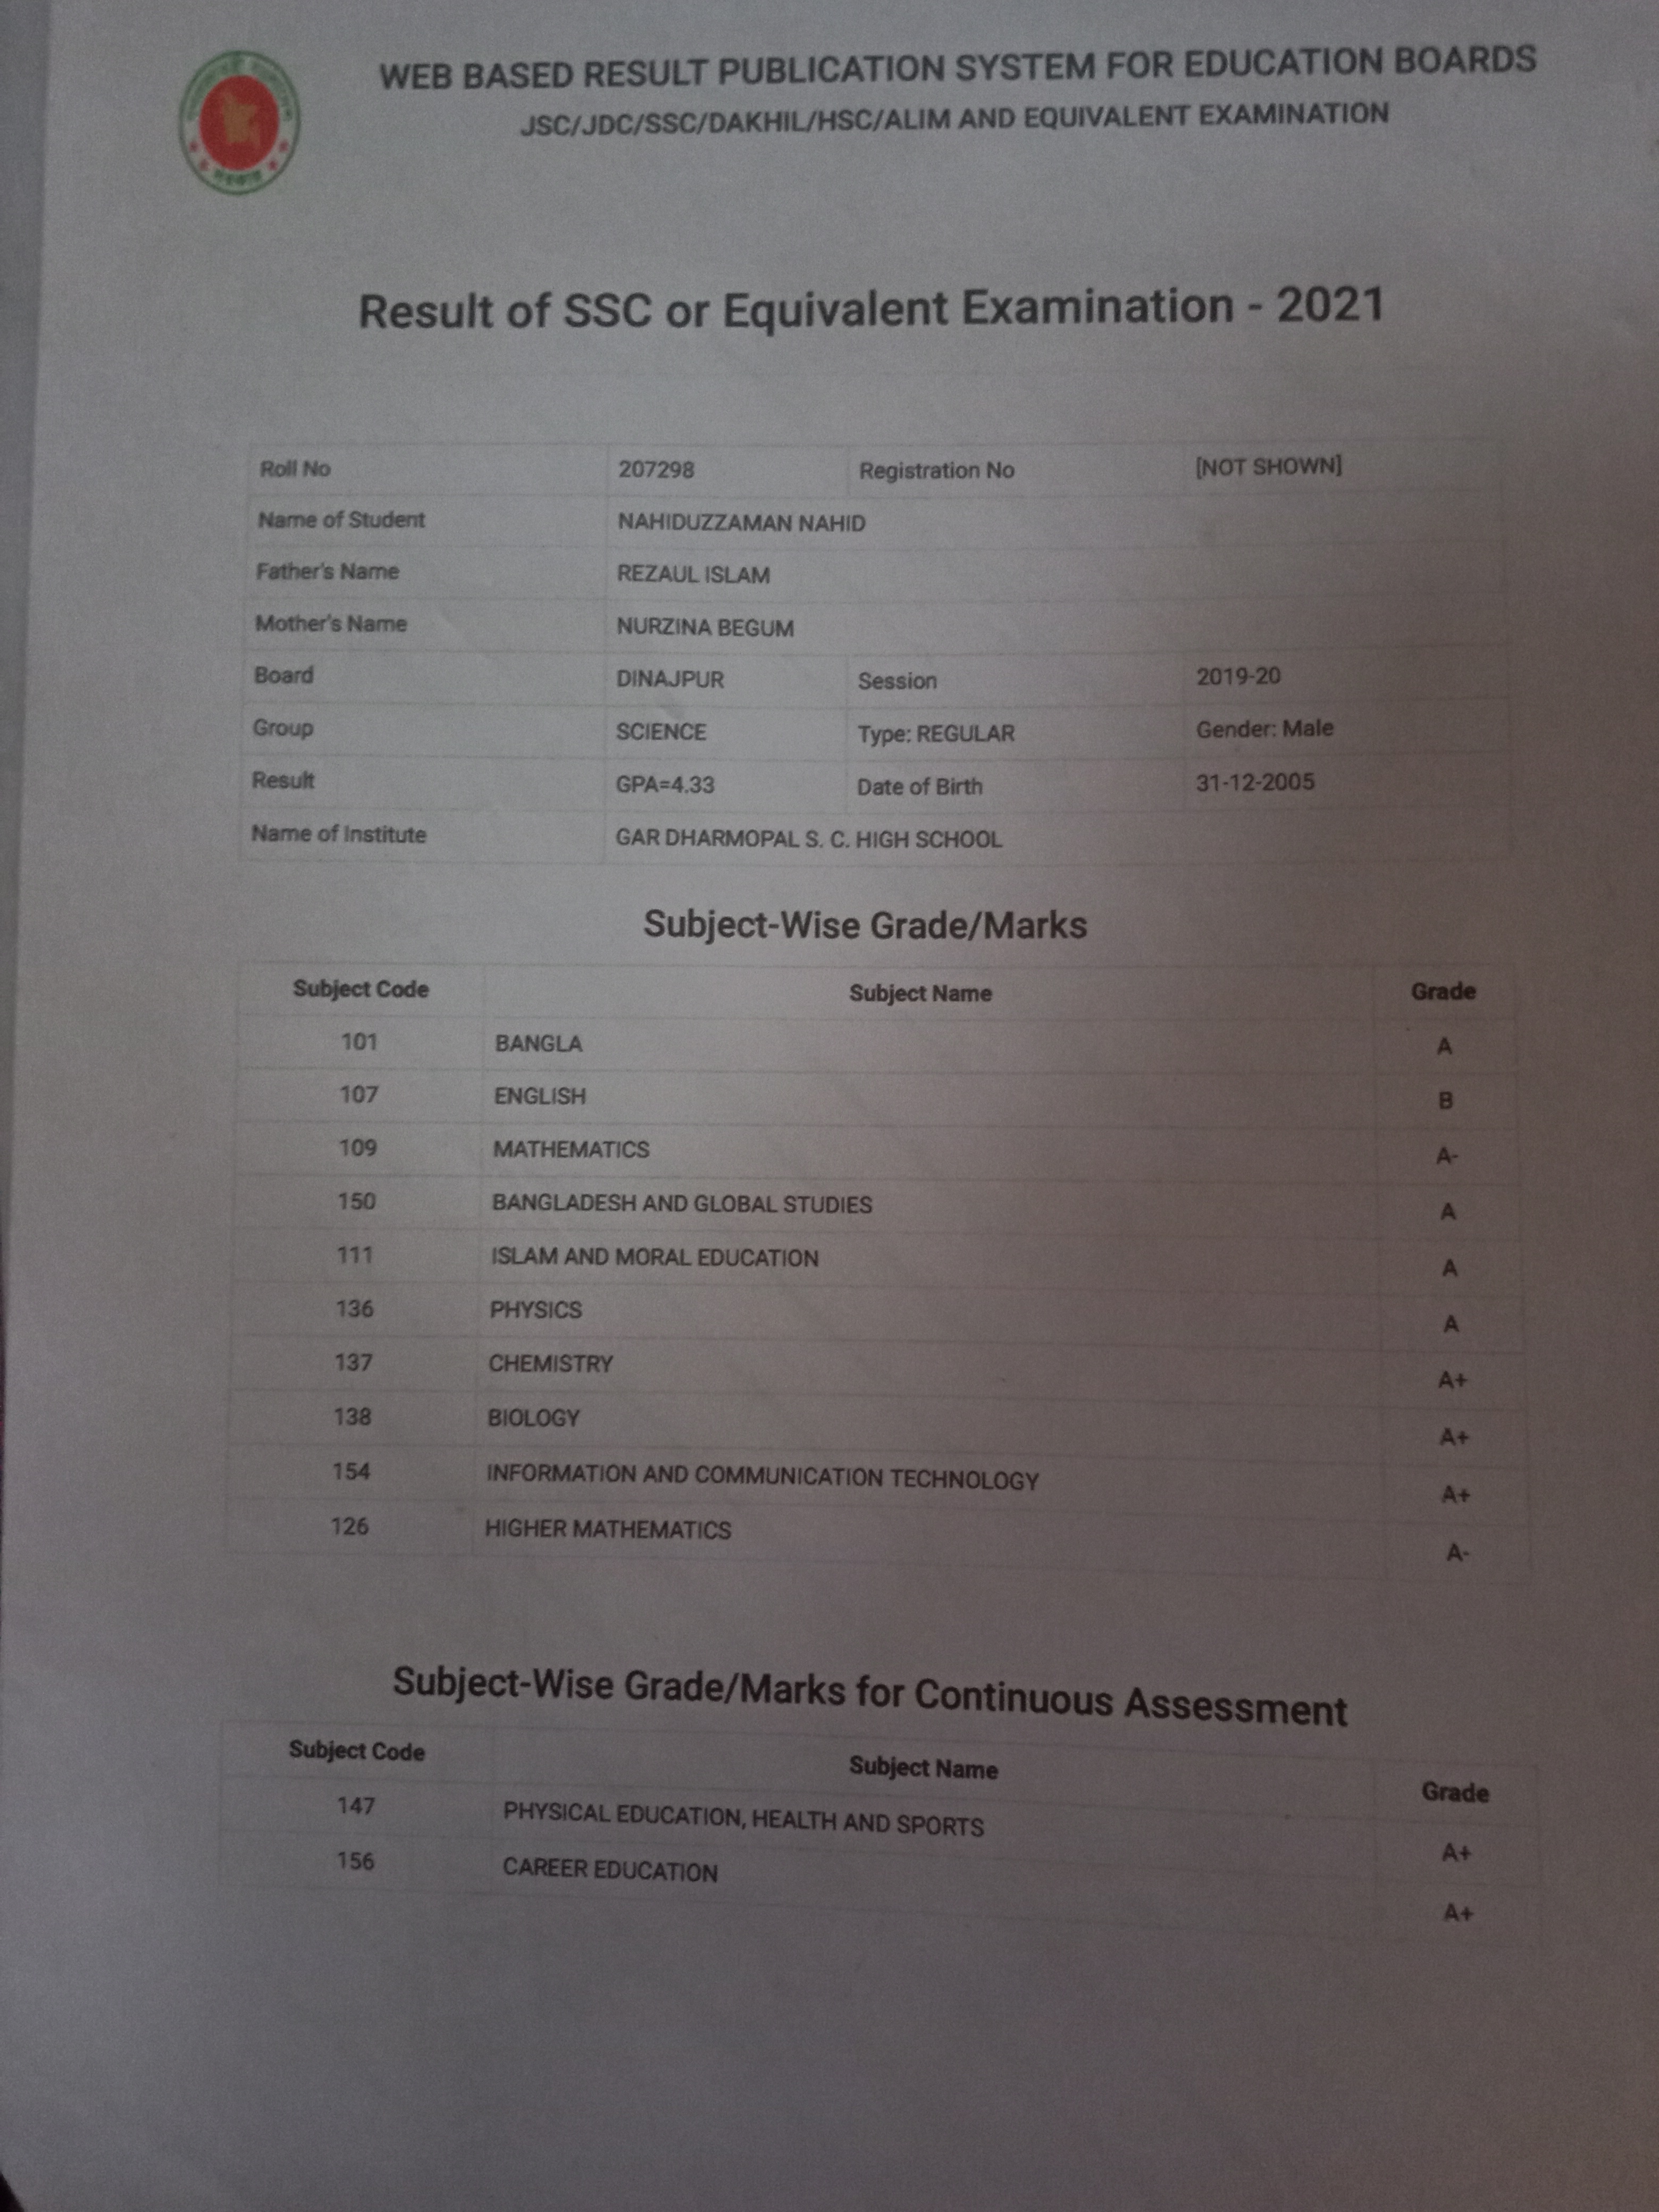 WEB BASED RESULT PUBLICATION SYSTEM FOR EDUCATION BOARDS
JSC/JDC/SSC/DAKHIL/HSC/ALIM AND EQUIVALENT EXAMINATION
Result of SSC or Equivalent Examination - 2021
Roll No 207298 Registration No [NOT SHOWN]
Name of Student NAHIDUZZAMAN NAHID
Father's Name REZAUL ISLAM
Mother's Name NURZINA BEGUM
Board DINAJPUR Session 2019-20
Group SCIENCE Type: REGULAR Gender: Male
Result GPA=4.33 Date of Birth 31-12-2005
Name of Institute GAR DHARMOPAL S. C. HIGH SCHOOL
Subject-Wise Grade/Marks
Subject Code Subject Name Grade
101 BANGLA A
107 ENGLISH B
109 MATHEMATICS A-
150 BANGLADESH AND GLOBAL STUDIES A
111 ISLAM AND MORAL EDUCATION A
136 PHYSICS A
137 CHEMISTRY A+
138 BIOLOGY A+
154 INFORMATION AND COMMUNICATION TECHNOLOGY A+
126 HIGHER MATHEMATICS A-
Subject-Wise Grade/Marks for Continuous Assessment
Subject Code Subject Name Grade
147 PHYSICAL EDUCATION, HEALTH AND SPORTS A+
156 CAREER EDUCATION A+